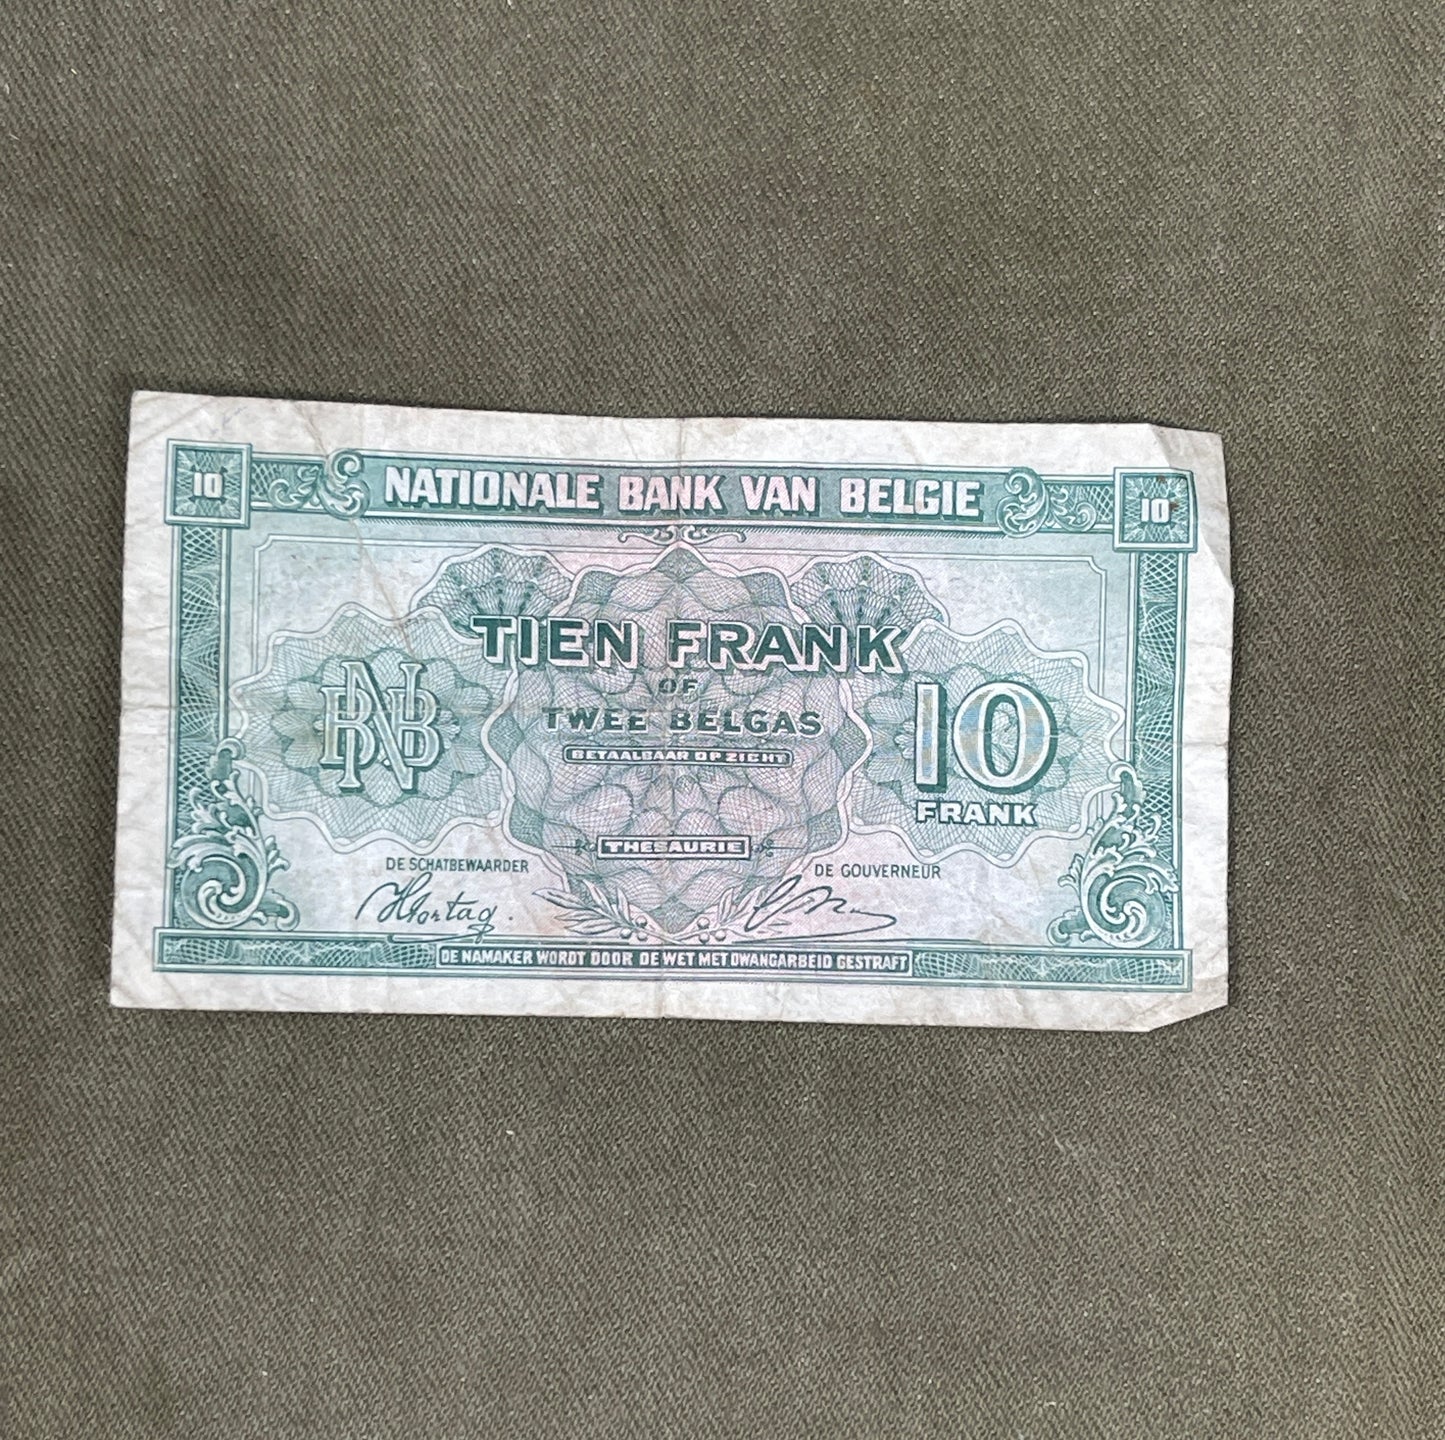 10 NATIONALE BANK VAN BELGIE 10
TIEN FRANK
OF
TWEE BELGAS
BETAALBAAR OP ZICHT
BNB
10
FRANK
THESAURIE
DE SCHATBEWAARDER
DE GOUVERNEUR
DE NAMAKER WORDT DOOR DE WET MET DWANGARBEID GESTRAFT